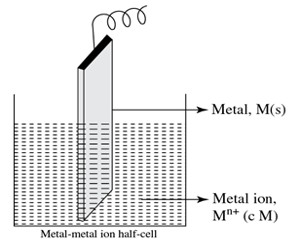 Metal, M(s)
Metal ion,
Mⁿ⁺ (c M)
Metal-metal ion half-cell